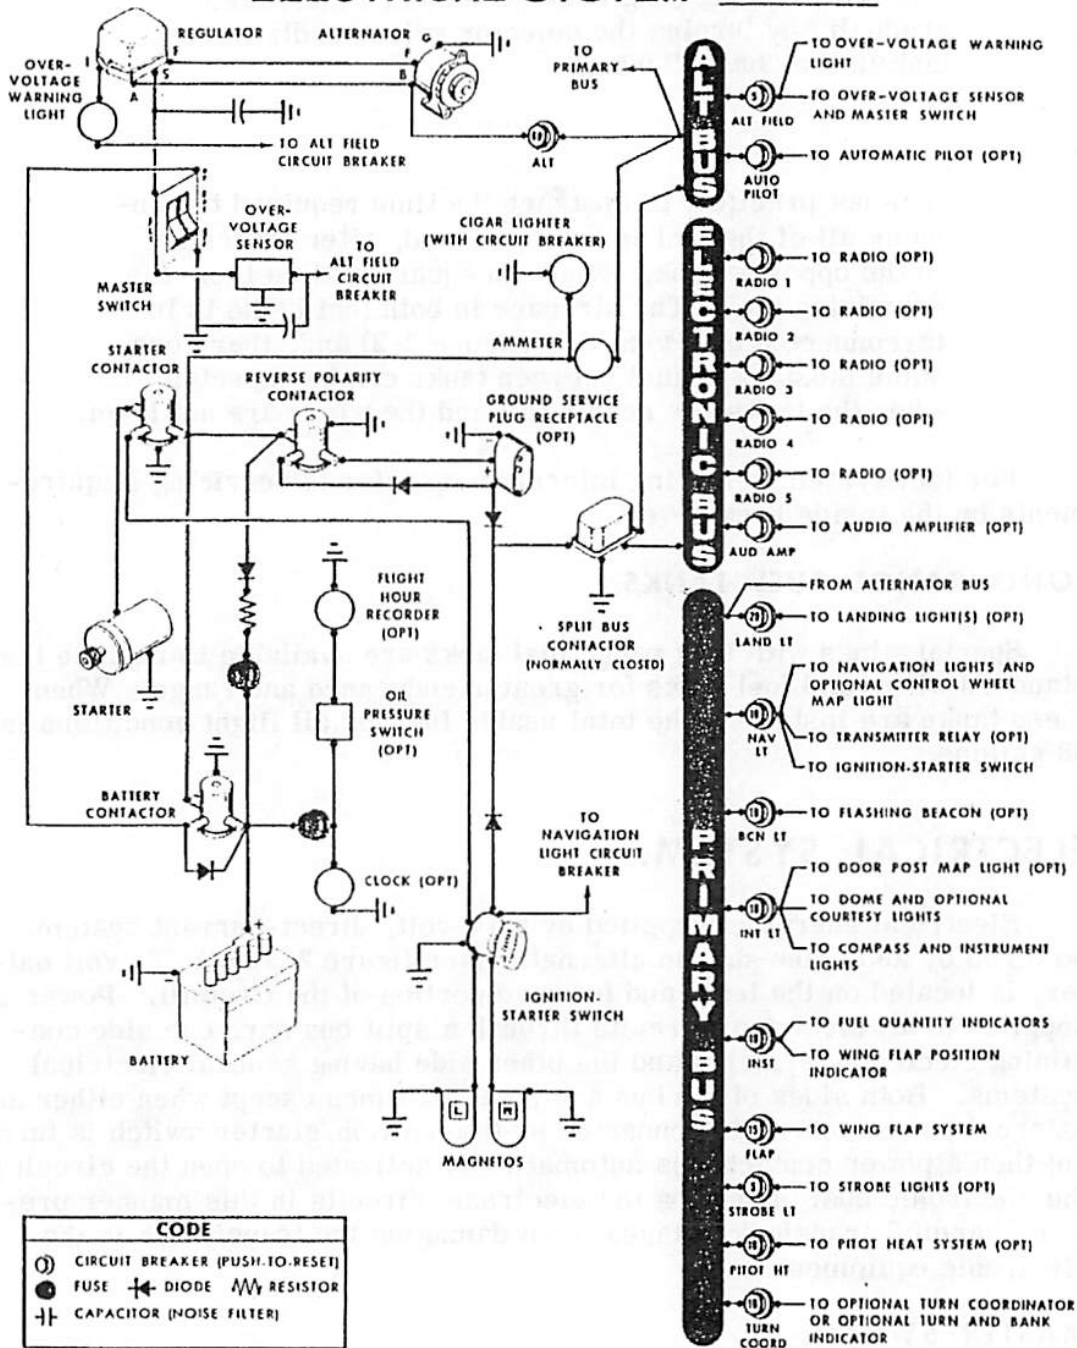 REGULATOR
ALTERNATOR
G
F
F
B
I
S
A
OVER-
VOLTAGE
WARNING
LIGHT
TO
PRIMARY
BUS
TO ALT FIELD
CIRCUIT BREAKER
ALT
OVER-
VOLTAGE
SENSOR
TO
ALT FIELD
CIRCUIT
BREAKER
MASTER
SWITCH
CIGAR LIGHTER
(WITH CIRCUIT BREAKER)
AMMETER
STARTER
CONTACTOR
REVERSE POLARITY
CONTACTOR
GROUND SERVICE
PLUG RECEPTACLE
(OPT)
FLIGHT
HOUR
RECORDER
(OPT)
SPLIT BUS
CONTACTOR
(NORMALLY CLOSED)
STARTER
OIL
PRESSURE
SWITCH
(OPT)
BATTERY
CONTACTOR
TO
NAVIGATION
LIGHT CIRCUIT
BREAKER
CLOCK (OPT)
IGNITION-
STARTER SWITCH
BATTERY
L
R
MAGNETOS
CODE
CIRCUIT BREAKER (PUSH-TO-RESET)
FUSE
DIODE
RESISTOR
CAPACITOR (NOISE FILTER)
ALT BUS
TO OVER-VOLTAGE WARNING
LIGHT
5
ALT FIELD
TO OVER-VOLTAGE SENSOR
AND MASTER SWITCH
AUTO
PILOT
TO AUTOMATIC PILOT (OPT)
ELECTRONIC BUS
RADIO 1
TO RADIO (OPT)
RADIO 2
TO RADIO (OPT)
RADIO 3
TO RADIO (OPT)
RADIO 4
TO RADIO (OPT)
RADIO 5
TO RADIO (OPT)
AUD AMP
TO AUDIO AMPLIFIER (OPT)
PRIMARY BUS
FROM ALTERNATOR BUS
20
LAND LT
TO LANDING LIGHT(S) (OPT)
TO NAVIGATION LIGHTS AND
OPTIONAL CONTROL WHEEL
MAP LIGHT
10
NAV
LT
TO TRANSMITTER RELAY (OPT)
TO IGNITION-STARTER SWITCH
10
BCN LT
TO FLASHING BEACON (OPT)
TO DOOR POST MAP LIGHT (OPT)
10
INT LT
TO DOME AND OPTIONAL
COURTESY LIGHTS
TO COMPASS AND INSTRUMENT
LIGHTS
TO FUEL QUANTITY INDICATORS
10
INST
TO WING FLAP POSITION
INDICATOR
15
FLAP
TO WING FLAP SYSTEM
STROBE LT
TO STROBE LIGHTS (OPT)
10
PITOT HT
TO PITOT HEAT SYSTEM (OPT)
10
TURN
COORD
TO OPTIONAL TURN COORDINATOR
OR OPTIONAL TURN AND BANK
INDICATOR